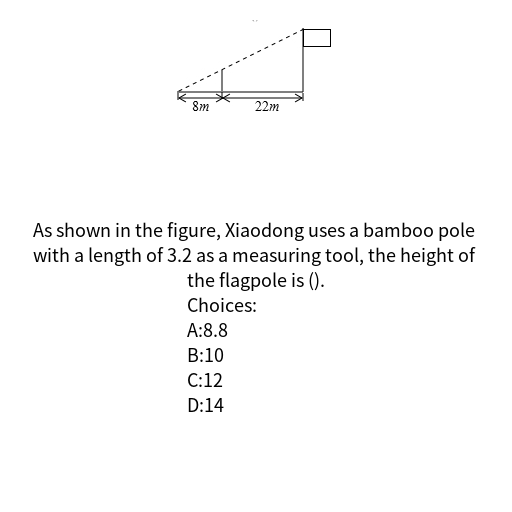 8m 22m
As shown in the figure, Xiaodong uses a bamboo pole
with a length of 3.2 as a measuring tool, the height of
the flagpole is ().
Choices:
A:8.8
B:10
C:12
D:14